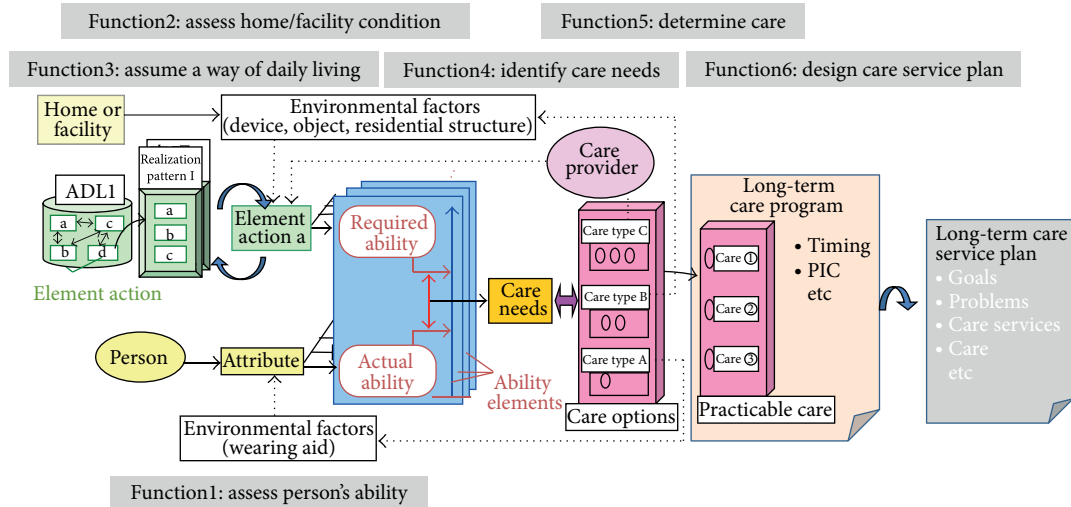 Function2: assess home/facility condition
Function5: determine care
Function3: assume a way of daily living
Function4: identify care needs
Function6: design care service plan
Home or
facility
Environmental factors
(device, object, residential structure)
Care
provider
Realization
pattern I
ADL1
a
c
b
d
a
b
c
Element action
Element
action a
Required
ability
Actual
ability
Ability
elements
Person
Attribute
Environmental factors
(wearing aid)
Care
needs
Care type C
Care type B
Care type A
Care options
Long-term
care program
• Timing
• PIC
etc
Care ①
Care ②
Care ③
Practicable care
Long-term care
service plan
• Goals
• Problems
• Care services
• Care
etc
Function1: assess person's ability